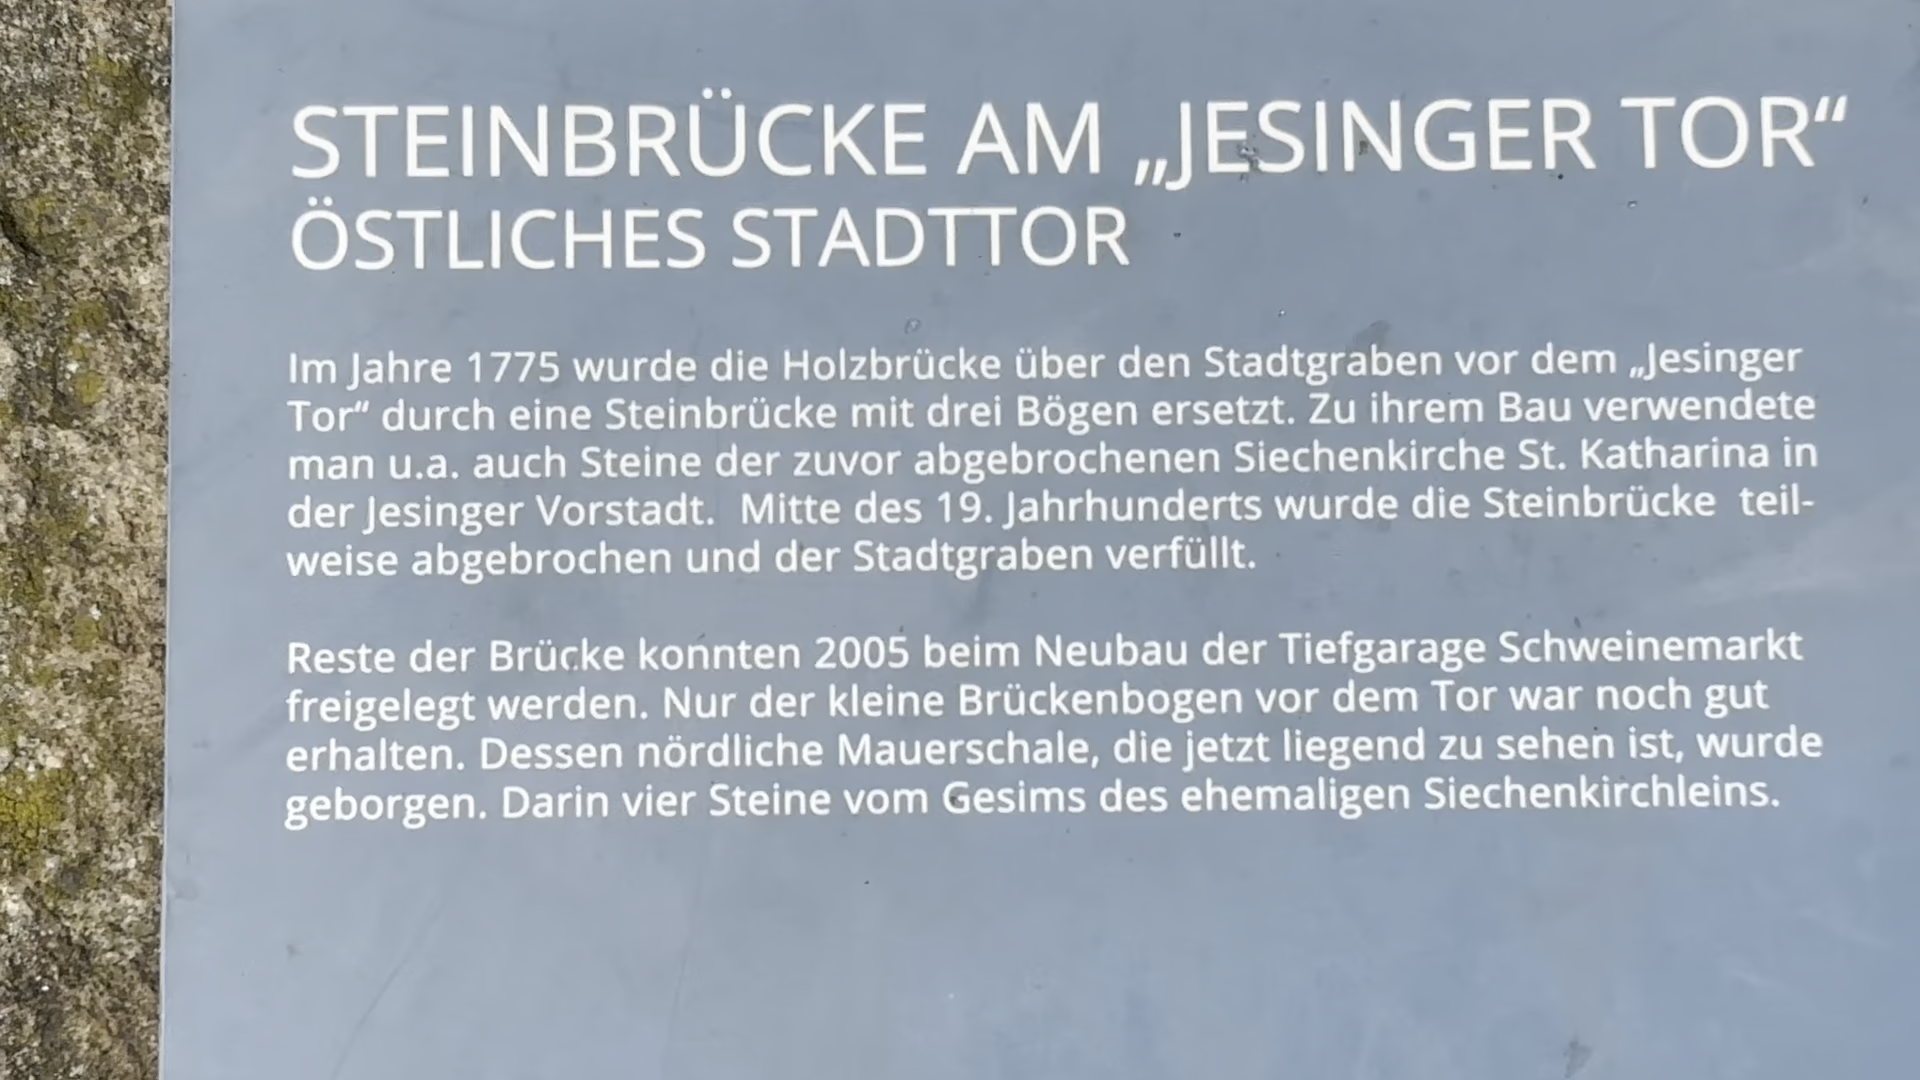 STEINBRÜCKE AM „JESINGER TOR“
ÖSTLICHES STADTTOR
Im Jahre 1775 wurde die Holzbrücke über den Stadtgraben vor dem „Jesinger
Tor“ durch eine Steinbrücke mit drei Bögen ersetzt. Zu ihrem Bau verwendete
man u.a. auch Steine der zuvor abgebrochenen Siechenkirche St. Katharina in
der Jesinger Vorstadt.  Mitte des 19. Jahrhunderts wurde die Steinbrücke  teil-
weise abgebrochen und der Stadtgraben verfüllt.
Reste der Brücke konnten 2005 beim Neubau der Tiefgarage Schweinemarkt
freigelegt werden. Nur der kleine Brückenbogen vor dem Tor war noch gut
erhalten. Dessen nördliche Mauerschale, die jetzt liegend zu sehen ist, wurde
geborgen. Darin vier Steine vom Gesims des ehemaligen Siechenkirchleins.